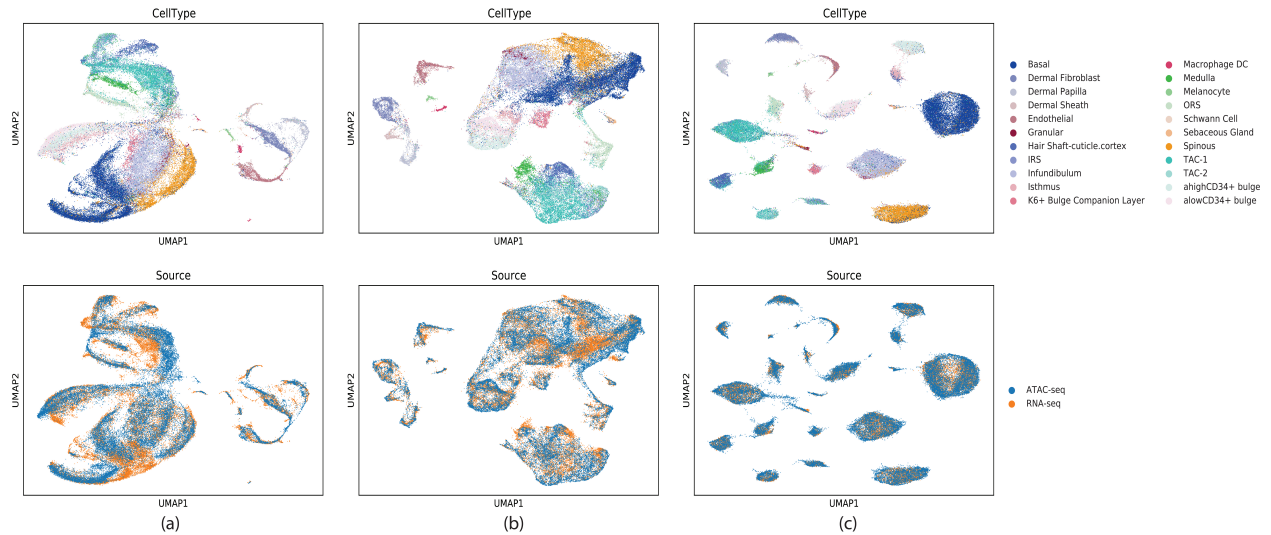 CellType
CellType
CellType
UMAP2
UMAP2
UMAP2
UMAP1
UMAP1
UMAP1
Basal
Dermal Fibroblast
Dermal Papilla
Dermal Sheath
Endothelial
Granular
Hair Shaft-cuticle.cortex
IRS
Infundibulum
Isthmus
K6+ Bulge Companion Layer
Macrophage DC
Medulla
Melanocyte
ORS
Schwann Cell
Sebaceous Gland
Spinous
TAC-1
TAC-2
ahighCD34+ bulge
alowCD34+ bulge
Source
Source
Source
UMAP2
UMAP2
UMAP2
UMAP1
UMAP1
UMAP1
ATAC-seq
RNA-seq
(a)
(b)
(c)